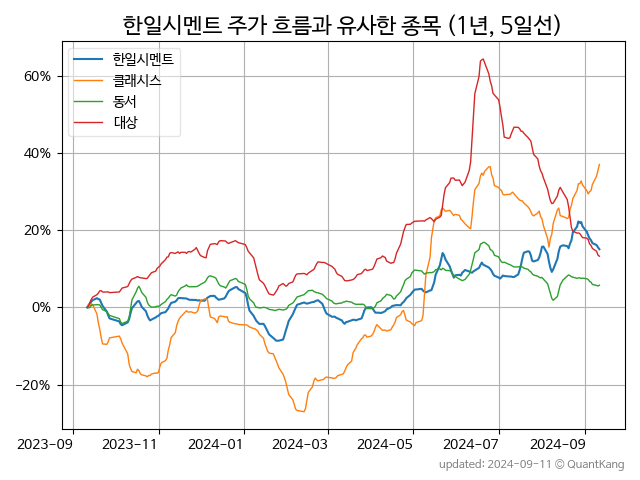 한일시멘트 주가 흐름과 유사한 종목 (1년, 5일선)
한일시멘트
클래시스
동서
대상
60%
40%
20%
0%
−20%
2023-09 2023-11 2024-01 2024-03 2024-05 2024-07 2024-09
updated: 2024-09-11 © QuantKang